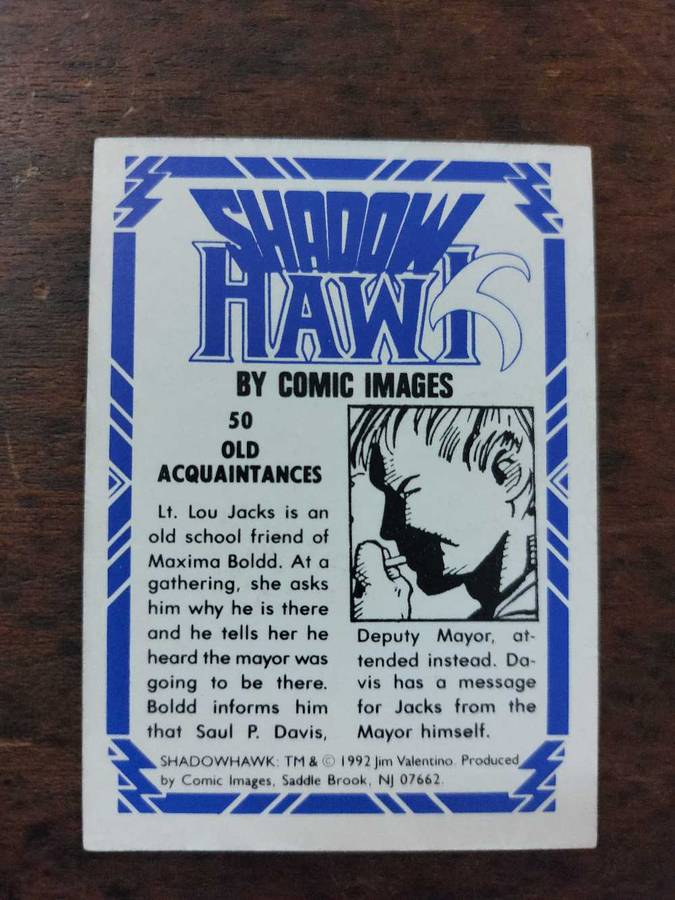 SHADOW
HAWK
BY COMIC IMAGES
50
OLD
ACQUAINTANCES
Lt. Lou Jacks is an
old school friend of
Maxima Boldd. At a
gathering, she asks
him why he is there
and he tells her he
heard the mayor was
going to be there.
Boldd informs him
that Saul P. Davis,
Deputy Mayor, at-
tended instead. Da-
vis has a message
for Jacks from the
Mayor himself.
SHADOWHAWK: TM & © 1992 Jim Valentino. Produced
by Comic Images, Saddle Brook, NJ 07662.